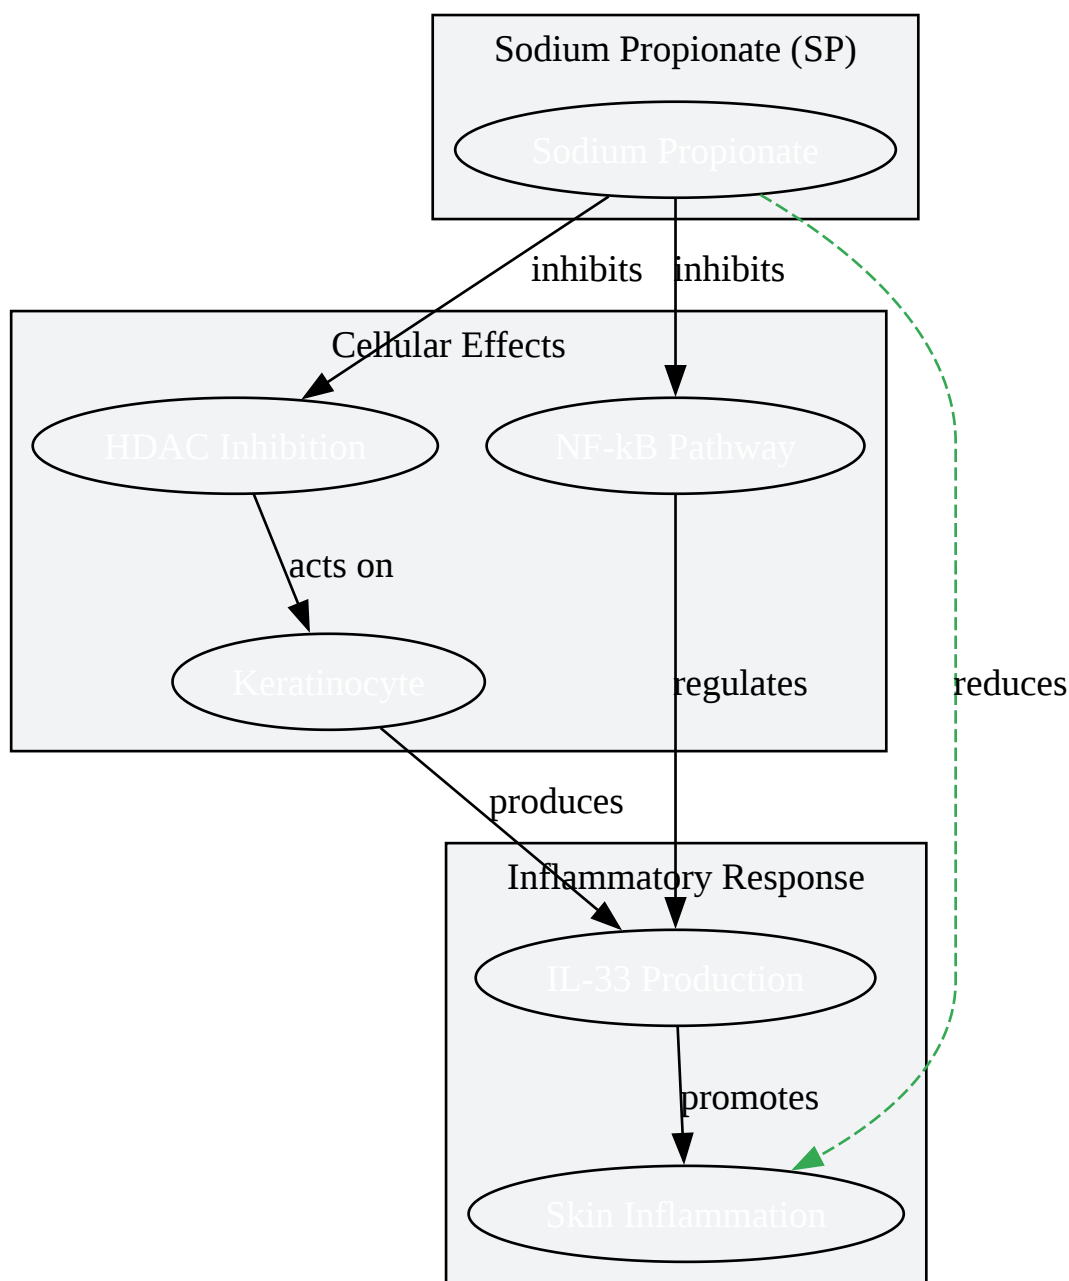 Sodium Propionate (SP)
Sodium Propionate
inhibits
inhibits
Cellular Effects
HDAC Inhibition
NF-kB Pathway
acts on
Keratinocyte
regulates
reduces
produces
Inflammatory Response
IL-33 Production
promotes
Skin Inflammation